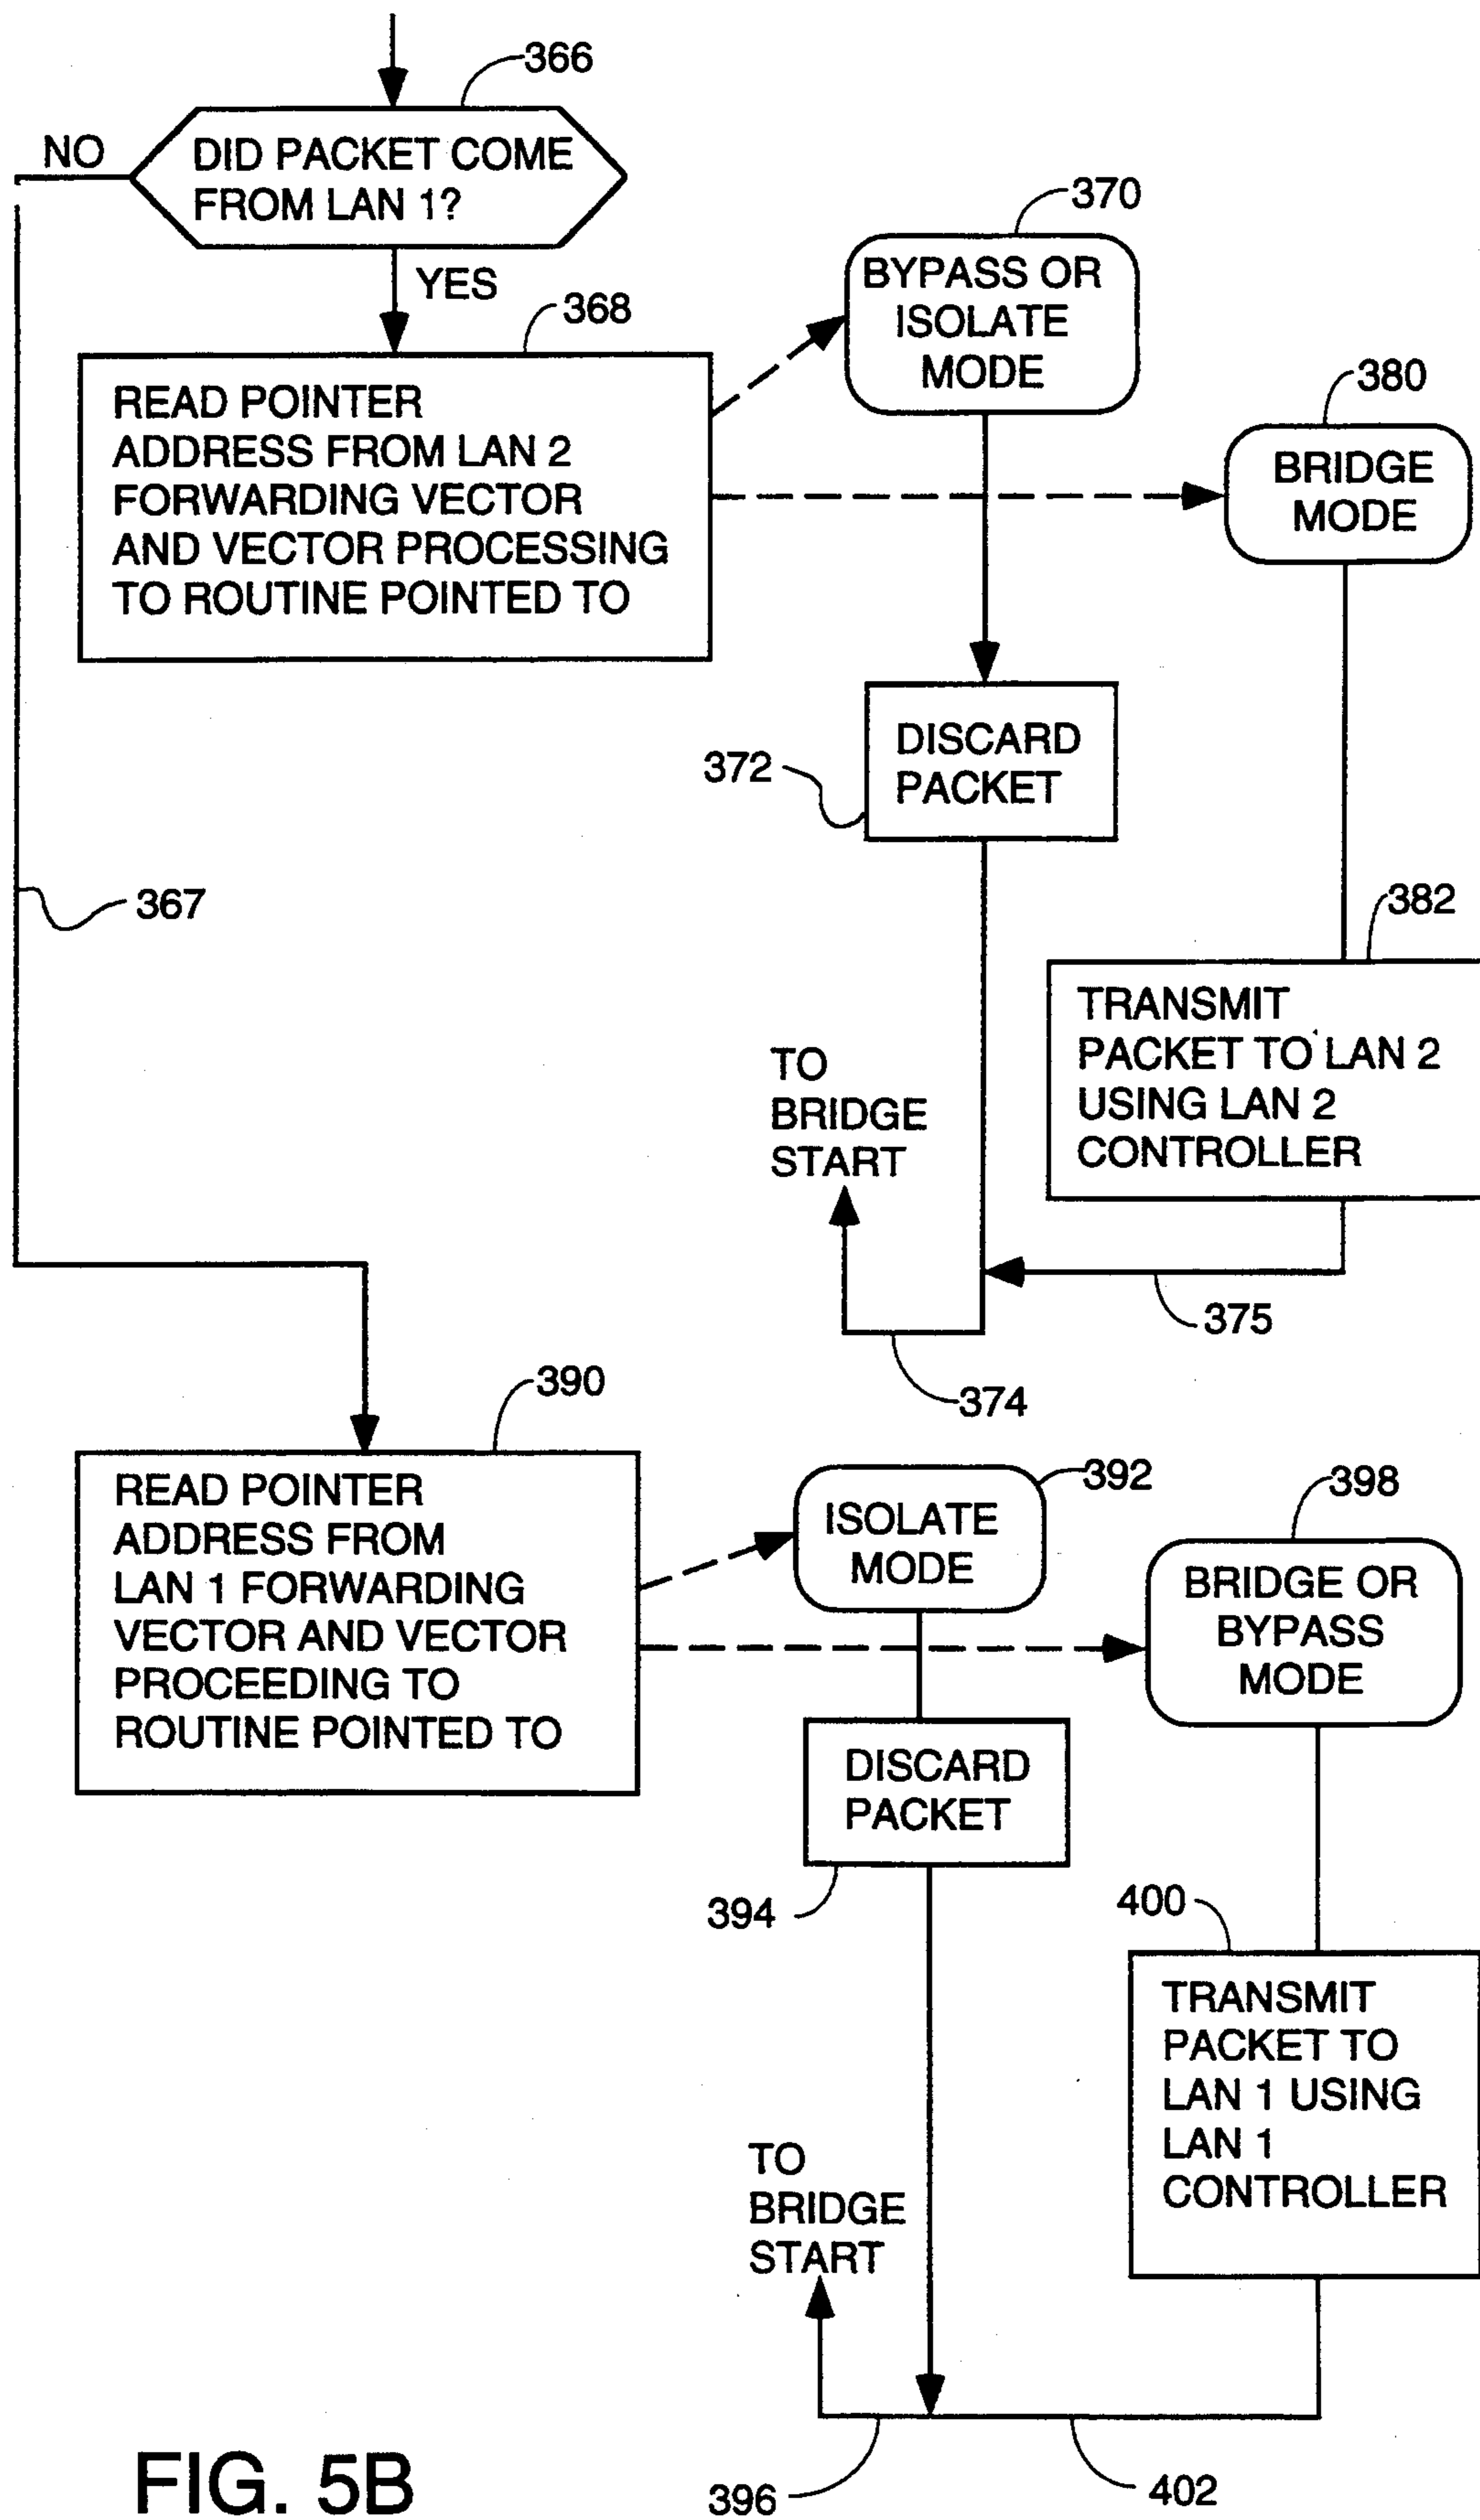 366
NO
DID PACKET COME
FROM LAN 1?
YES
368
370
BYPASS OR
ISOLATE
MODE
380
BRIDGE
MODE
READ POINTER
ADDRESS FROM LAN 2
FORWARDING VECTOR
AND VECTOR PROCESSING
TO ROUTINE POINTED TO
372
DISCARD
PACKET
367
382
TRANSMIT
PACKET TO LAN 2
USING LAN 2
CONTROLLER
TO
BRIDGE
START
375
374
390
READ POINTER
ADDRESS FROM
LAN 1 FORWARDING
VECTOR AND VECTOR
PROCEEDING TO
ROUTINE POINTED TO
392
ISOLATE
MODE
398
BRIDGE OR
BYPASS
MODE
DISCARD
PACKET
394
400
TRANSMIT
PACKET TO
LAN 1 USING
LAN 1
CONTROLLER
TO
BRIDGE
START
396
402
FIG. 5B